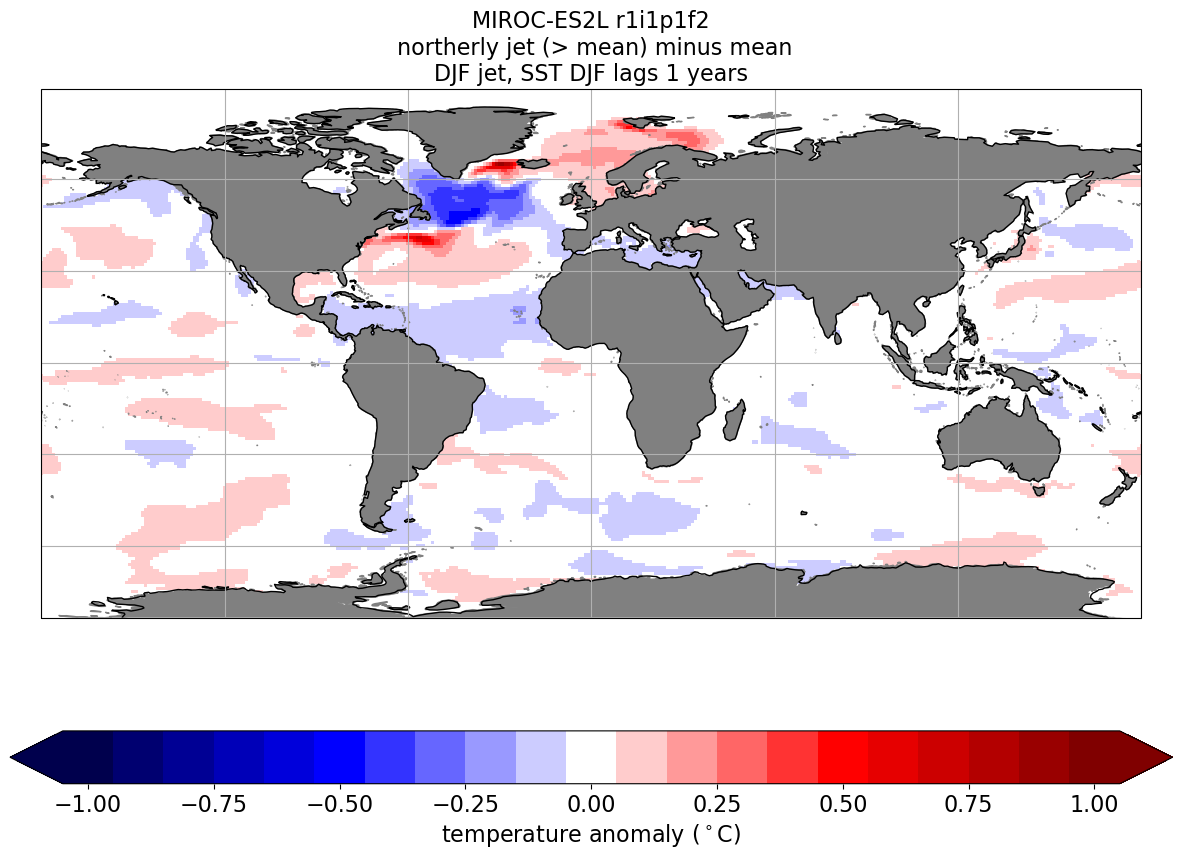 MIROC-ES2L r1i1p1f2
northerly jet (> mean) minus mean
DJF jet, SST DJF lags 1 years
−1.00 −0.75 −0.50 −0.25 0.00 0.25 0.50 0.75 1.00
temperature anomaly (°C)